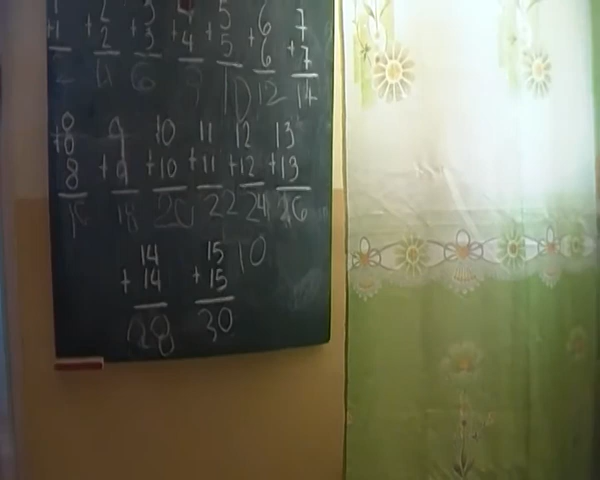 1 2 3 4 5 6 7
+1 +2 +3 +4 +5 +6 +7
2 4 6 10 12 14
8 9 10 11 12 13
+8 +9 +10 +11 +12 +13
16 18 20 22 24 26
14 15 10
+14 +15
28 30